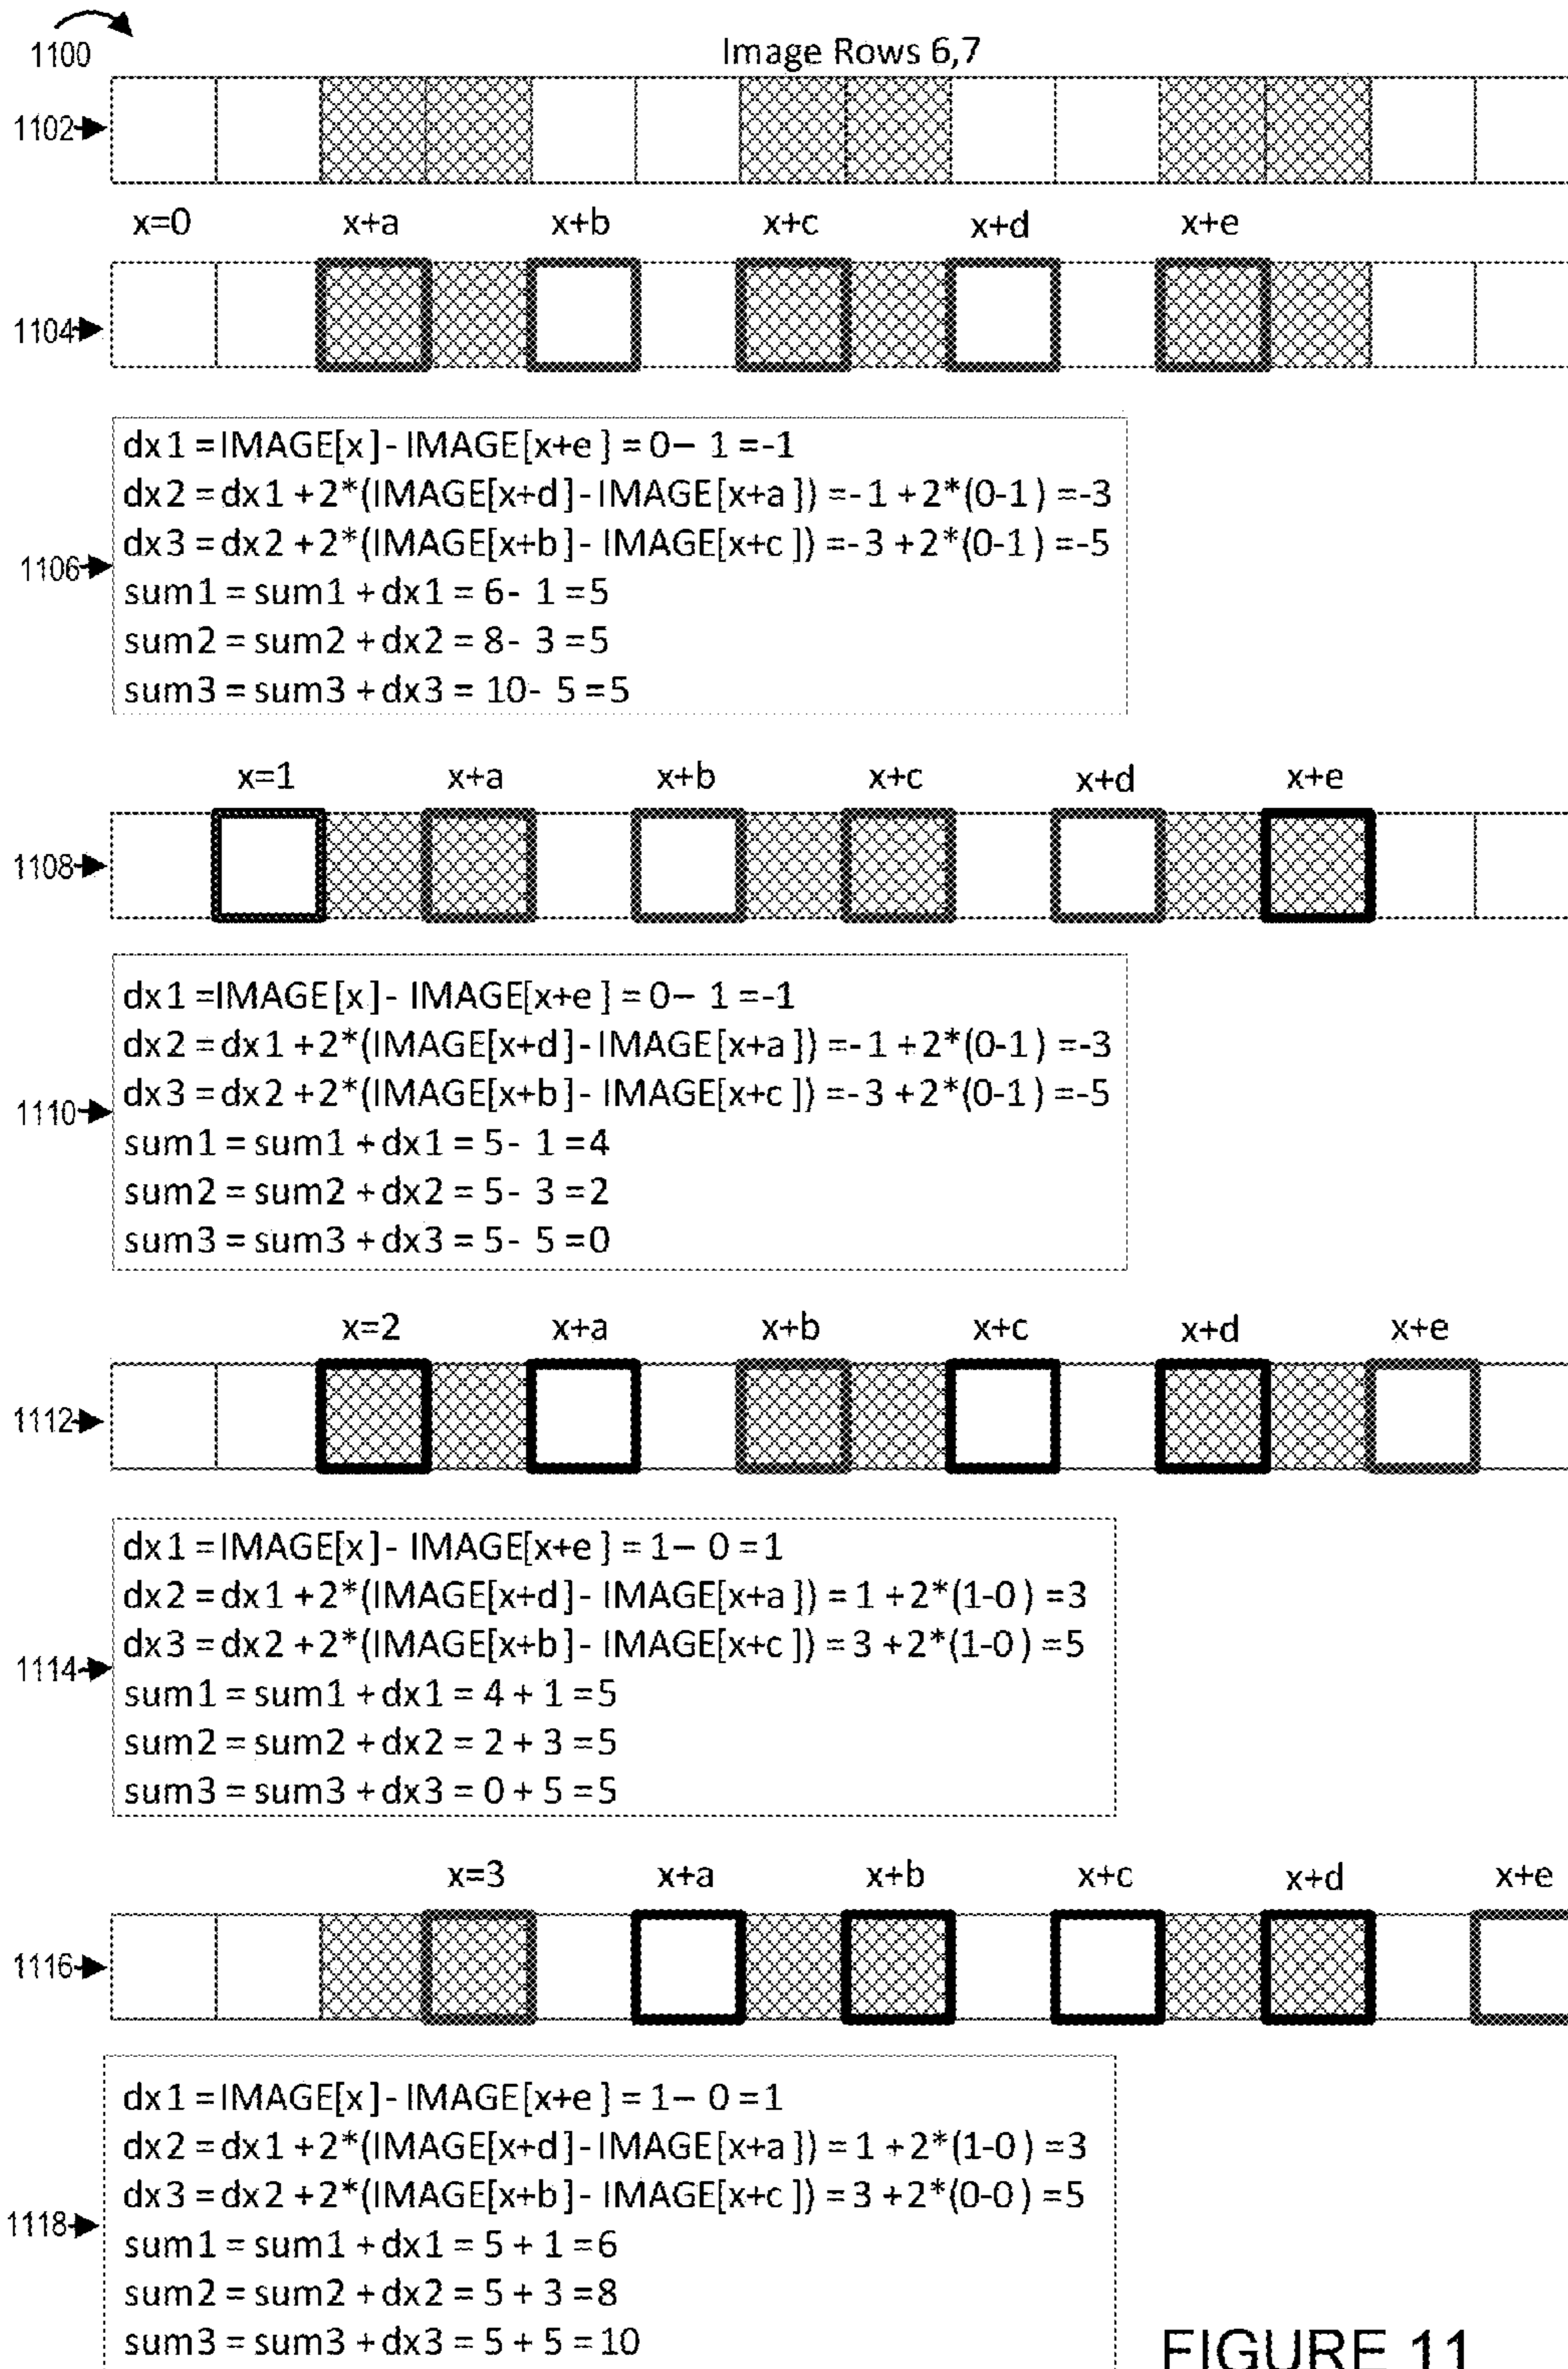 1100
Image Rows 6,7
1102
x=0 x+a x+b x+c x+d x+e
1104
dx1 =IMAGE[x]- IMAGE[x+e ] = 0– 1 =-1
dx2 = dx1 +2*(IMAGE[x+d]-IMAGE[x+a ]) =-1 +2*(0-1 ) =-3
dx3 = dx2 +2*(IMAGE[x+b]- IMAGE[x+c ]) =-3 +2*(0-1 ) =-5
1106
sum1 = sum1 +dx1 = 6- 1 =5
sum2 = sum2 +dx2 = 8- 3 =5
sum3 = sum3 +dx3 = 10- 5 =5
x=1 x+a x+b x+c x+d x+e
1108
dx1 =IMAGE[x]- IMAGE[x+e ] = 0– 1 =-1
dx2 = dx1 +2*(IMAGE[x+d]-IMAGE[x+a ]) =-1 +2*(0-1 ) =-3
dx3 = dx2 +2*(IMAGE[x+b]- IMAGE[x+c ]) =-3 +2*(0-1 ) =-5
1110
sum1 = sum1 +dx1 = 5- 1 =4
sum2 = sum2 +dx2 = 5- 3 =2
sum3 = sum3 +dx3 = 5- 5 =0
x=2 x+a x+b x+c x+d x+e
1112
dx1 =IMAGE[x]- IMAGE[x+e ] = 1– 0 =1
dx2 = dx1 +2*(IMAGE[x+d]- IMAGE[x+a ]) = 1 +2*(1-0 ) =3
dx3 = dx2 +2*(IMAGE[x+b]- IMAGE[x+c ]) = 3 +2*(1-0 ) =5
1114
sum1 = sum1 +dx1 = 4 + 1 =5
sum2 = sum2 +dx2 = 2 + 3 =5
sum3 = sum3 +dx3 = 0 + 5 =5
x=3 x+a x+b x+c x+d x+e
1116
dx1 =IMAGE[x]- IMAGE[x+e ] = 1– 0 =1
dx2 = dx1 +2*(IMAGE[x+d]-IMAGE[x+a ]) = 1 +2*(1-0 ) =3
dx3 = dx2 +2*(IMAGE[x+b]- IMAGE[x+c ]) = 3 +2*(0-0 ) =5
1118
sum1 = sum1 +dx1 = 5 + 1 =6
sum2 = sum2 +dx2 = 5 + 3 =8
sum3 = sum3 +dx3 = 5 + 5 =10
FIGURE 11